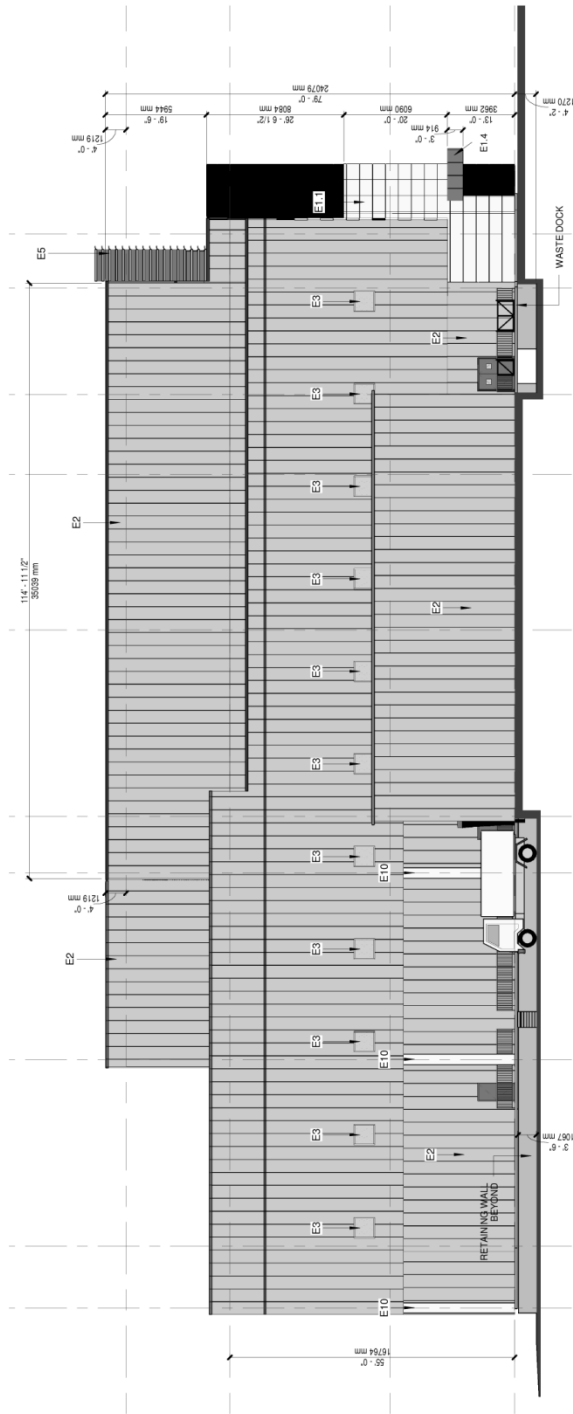 114' - 11 1/2"
35039 mm
E5
E2
E2
4' - 0"
1219 mm
4' - 0"
1219 mm
19' - 6"
5944 mm
79' - 0"
24079 mm
26' - 6 1/2"
8084 mm
E3
E3
E3
E3
E3
E3
E3
E3
E3
E3
E3
E1.1
55' - 0"
16764 mm
20' - 0"
6090 mm
E10
E10
E10
E2
E2
E2
13' - 0"
3962 mm
3' - 0"
914 mm
E1.4
RETAINING WALL
BEYOND
WASTE DOCK
3' - 6"
1067 mm
4' - 2"
1270 mm